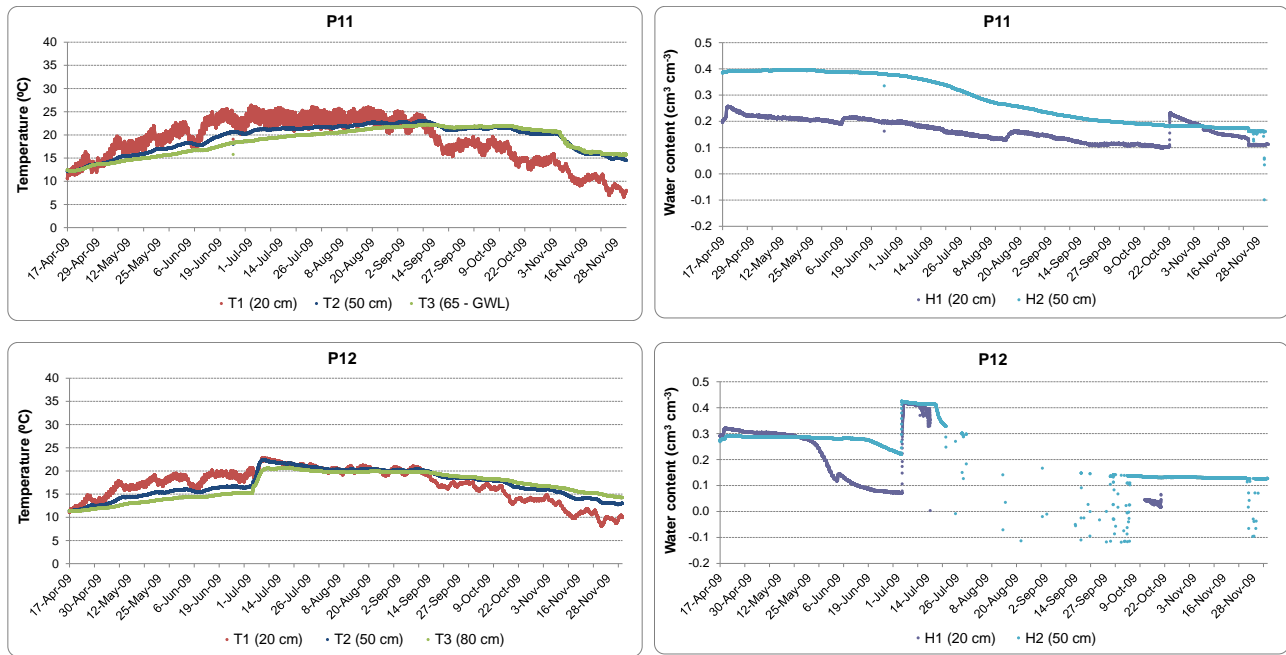 P11
Temperature (ºC)
40
35
30
25
20
15
10
5
0
17-Apr-09
29-Apr-09
12-May-09
25-May-09
6-Jun-09
19-Jun-09
1-Jul-09
14-Jul-09
26-Jul-09
8-Aug-09
20-Aug-09
2-Sep-09
14-Sep-09
27-Sep-09
9-Oct-09
22-Oct-09
3-Nov-09
16-Nov-09
28-Nov-09
T1 (20 cm) T2 (50 cm) T3 (65 - GWL)
P11
Water content (cm³ cm⁻³)
0.5
0.4
0.3
0.2
0.1
0.0
-0.1
-0.2
17-Apr-09
29-Apr-09
12-May-09
25-May-09
6-Jun-09
19-Jun-09
1-Jul-09
14-Jul-09
26-Jul-09
8-Aug-09
20-Aug-09
2-Sep-09
14-Sep-09
27-Sep-09
9-Oct-09
22-Oct-09
3-Nov-09
16-Nov-09
28-Nov-09
H1 (20 cm) H2 (50 cm)
P12
Temperature (ºC)
40
35
30
25
20
15
10
5
0
17-Apr-09
30-Apr-09
12-May-09
25-May-09
6-Jun-09
19-Jun-09
1-Jul-09
14-Jul-09
26-Jul-09
8-Aug-09
20-Aug-09
2-Sep-09
14-Sep-09
27-Sep-09
9-Oct-09
22-Oct-09
3-Nov-09
16-Nov-09
28-Nov-09
T1 (20 cm) T2 (50 cm) T3 (80 cm)
P12
Water content (cm³ cm⁻³)
0.5
0.4
0.3
0.2
0.1
0.0
-0.1
-0.2
17-Apr-09
30-Apr-09
12-May-09
25-May-09
6-Jun-09
19-Jun-09
1-Jul-09
14-Jul-09
26-Jul-09
8-Aug-09
20-Aug-09
2-Sep-09
14-Sep-09
27-Sep-09
9-Oct-09
22-Oct-09
3-Nov-09
16-Nov-09
28-Nov-09
H1 (20 cm) H2 (50 cm)